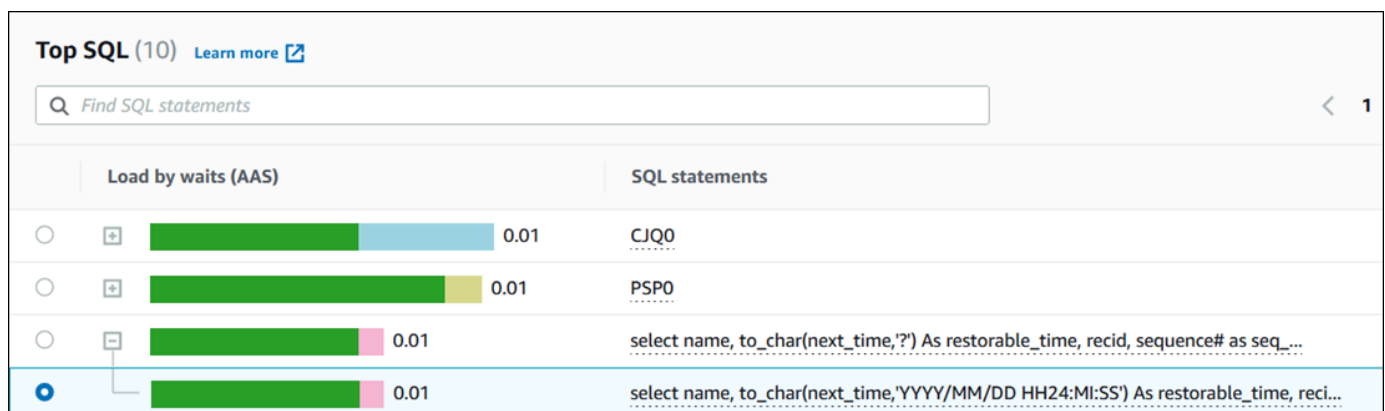 Top SQL (10) Learn more
Find SQL statements
1
Load by waits (AAS) SQL statements
0.01 CJQ0
0.01 PSP0
0.01 select name, to_char(next_time,'?') As restorable_time, recid, sequence# as seq_...
0.01 select name, to_char(next_time,'YYYY/MM/DD HH24:MI:SS') As restorable_time, reci...